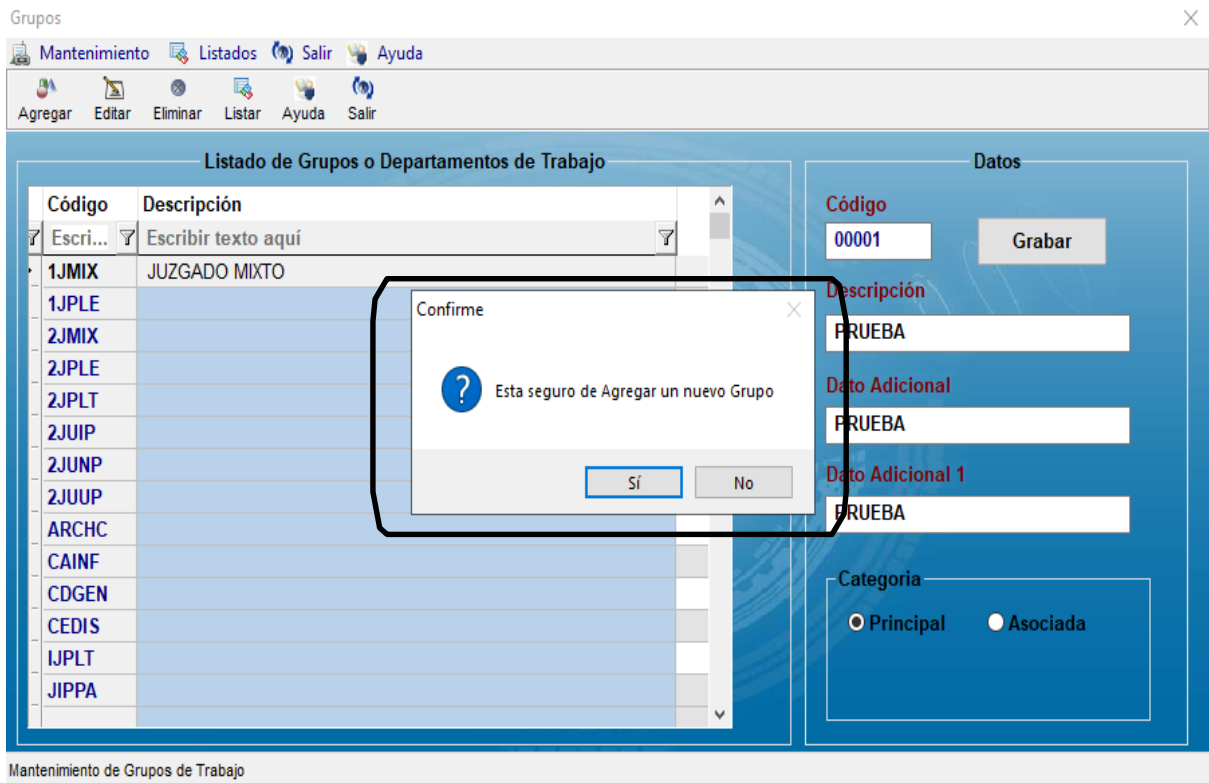 Grupos
Mantenimiento Listados Salir Ayuda
Agregar Editar Eliminar Listar Ayuda Salir
Listado de Grupos o Departamentos de Trabajo
Código Descripción
Escri... Escribir texto aquí
1JMIX JUZGADO MIXTO
1JPLE
2JMIX
2JPLE
2JPLT
2JUIP
2JUNP
2JUUP
ARCHC
CAINF
CDGEN
CEDIS
IJPLT
JIPPA
Confirme
Esta seguro de Agregar un nuevo Grupo
Sí No
Datos
Código
00001 Grabar
Descripción
PRUEBA
Dato Adicional
PRUEBA
Dato Adicional 1
PRUEBA
Categoria
Principal Asociada
Mantenimiento de Grupos de Trabajo